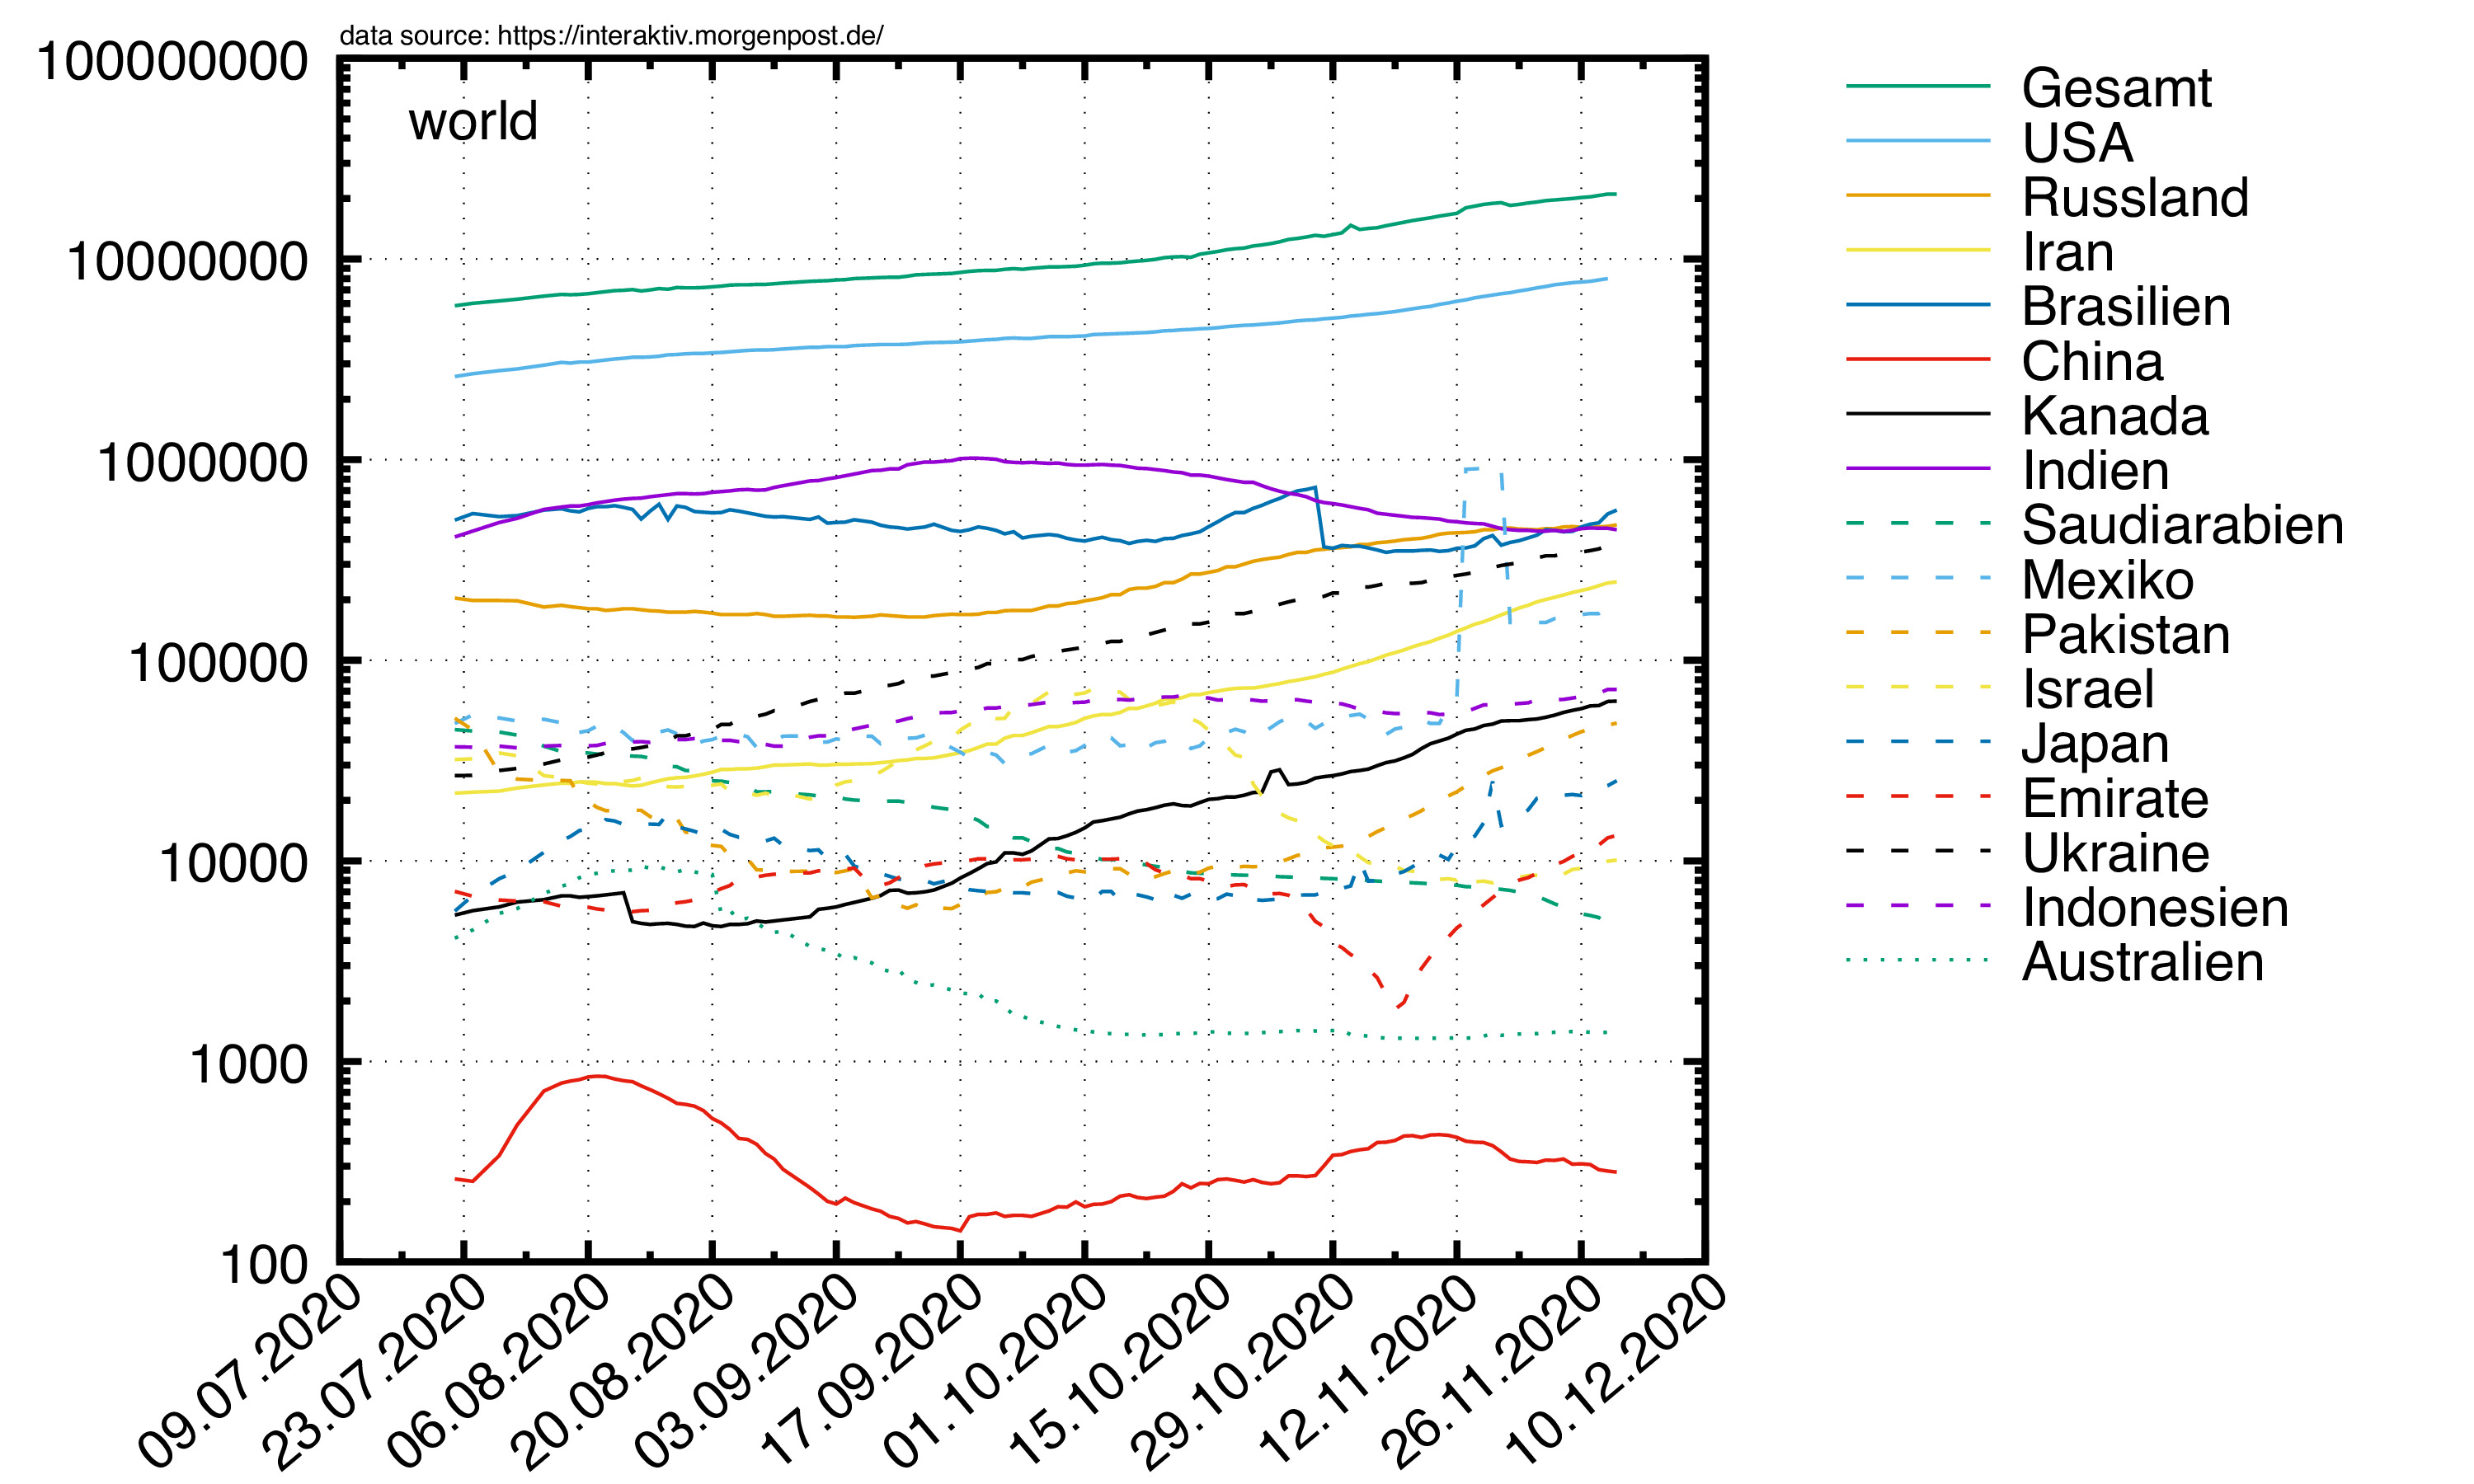 data source: https://interaktiv.morgenpost.de/
world
100000000
10000000
1000000
100000
10000
1000
100
09.07.2020
23.07.2020
06.08.2020
20.08.2020
03.09.2020
17.09.2020
01.10.2020
15.10.2020
29.10.2020
12.11.2020
26.11.2020
10.12.2020
Gesamt
USA
Russland
Iran
Brasilien
China
Kanada
Indien
Saudiarabien
Mexiko
Pakistan
Israel
Japan
Emirate
Ukraine
Indonesien
Australien